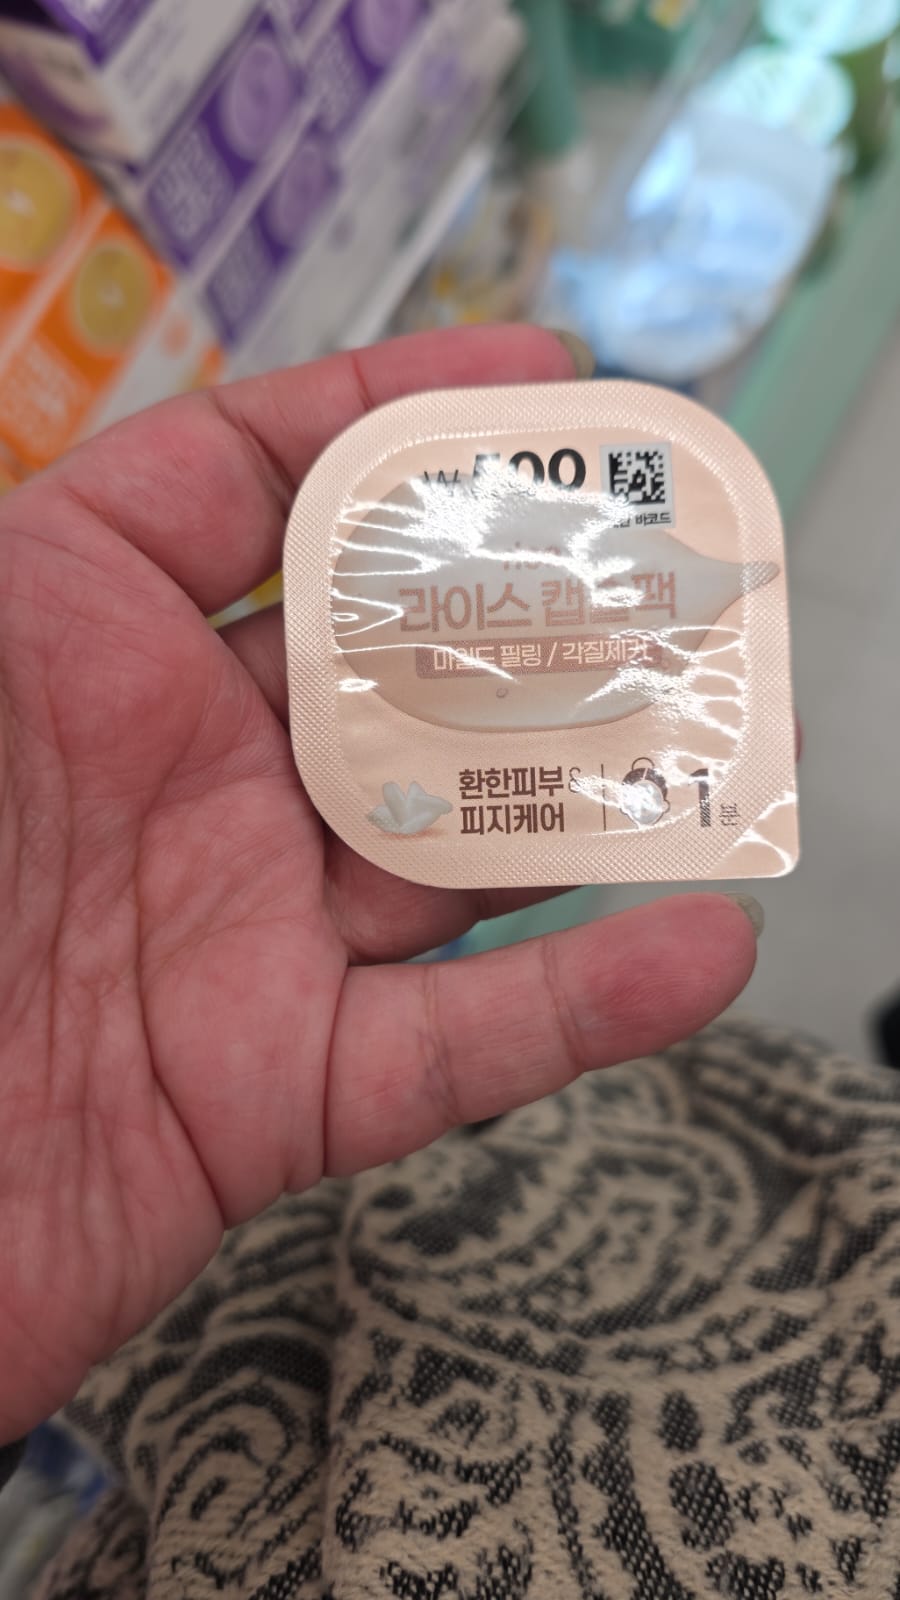 ₩500
바코드
rice
라이스 캡슐팩
마일드 필링 / 각질제거
환한피부 &
피지케어
1